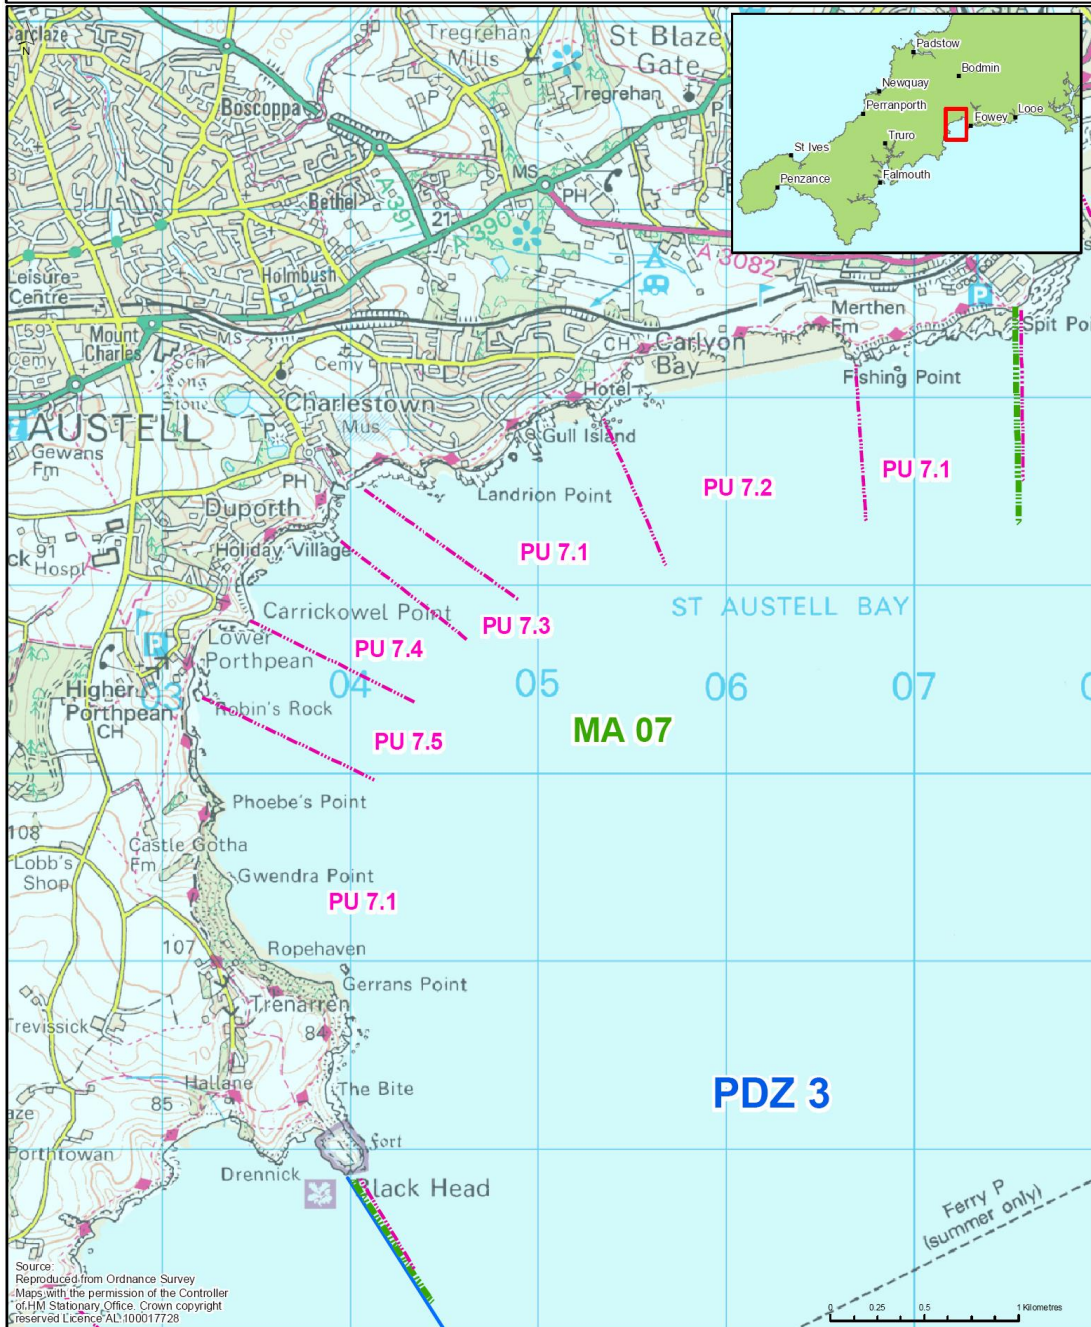 Carclaze
N
Tregrehan
Mills
St Blaze
Gate
Tregrehan
P
P
Boscoppa
A391
MS
PH
Bethel
21
A 390
A 3082
Holmbush
Leisure
Centre
Mount
Charles
MS
Cemy
Cemy
Sch
Stone
CH
Carlyon
Bay
Merthen
Fm
P
Spit Po
Fishing Point
Hotel
Charlestown
Mus
Gull Island
AUSTELL
Gewans
Fm
P
PH
Landrion Point
PU 7.2
PU 7.1
Duporth
91
Hospl
Holiday Village
PU 7.1
ST AUSTELL BAY
Carrickowel Point
PU 7.3
P
Lower
Porthpean
PU 7.4
Higher
Porthpean
CH
03
04
05
06
07
0
Robin's Rock
PU 7.5
MA 07
Phoebe's Point
108
Lobb's
Shop
Castle Gotha
Fm
Gwendra Point
PU 7.1
107
Ropehaven
Gerrans Point
Trenarren
84
Trevissick
70
Hallane
85
The Bite
PDZ 3
Porthtowan
fort
Drennick
Black Head
Ferry P
(summer only)
Source:
Reproduced from Ordnance Survey
Maps with the permission of the Controller
of HM Stationary Office. Crown copyright
reserved Licence AL 100017728
0 0.25 0.5 1 Kilometres
Padstow
Bodmin
Newquay
Perranporth
Looe
Fowey
Truro
St Ives
Falmouth
Penzance